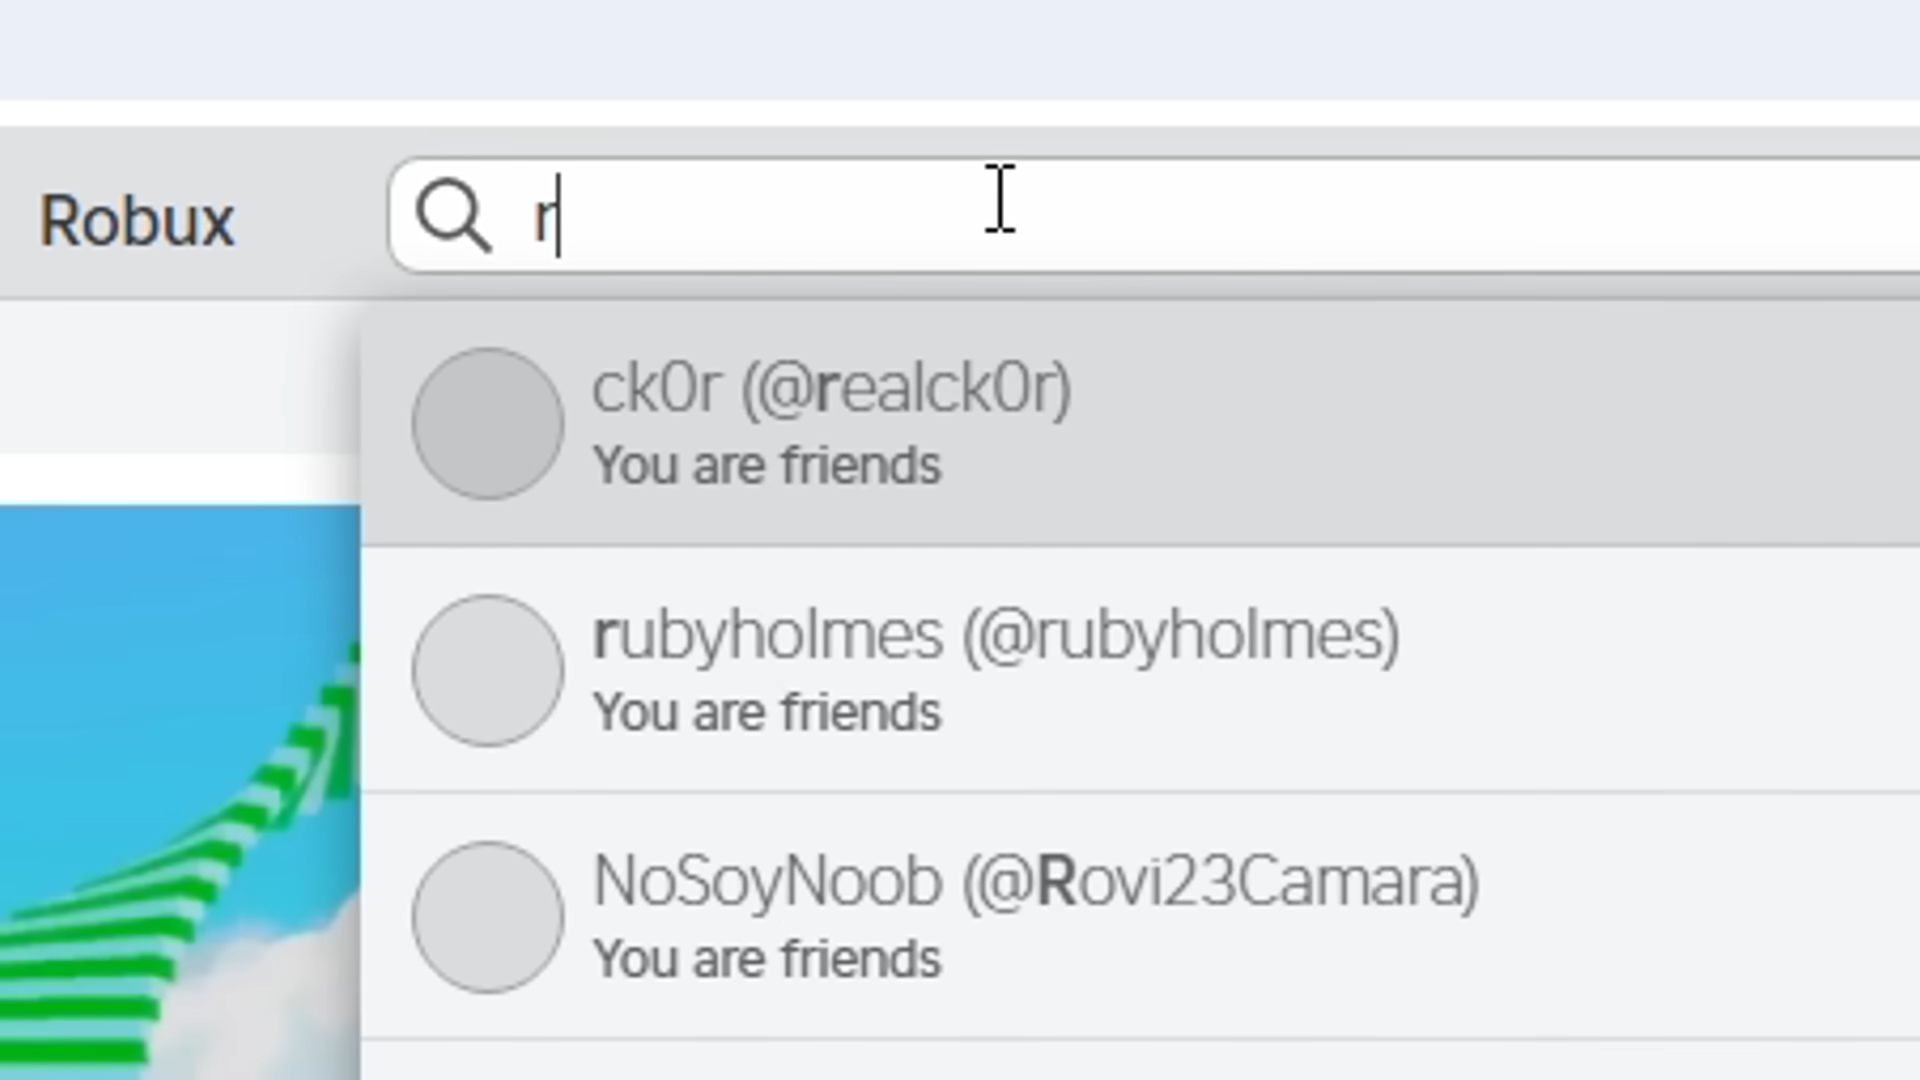 Robux
r
ck0r (@realck0r)
You are friends
rubyholmes (@rubyholmes)
You are friends
NoSoyNoob (@Rovi23Camara)
You are friends